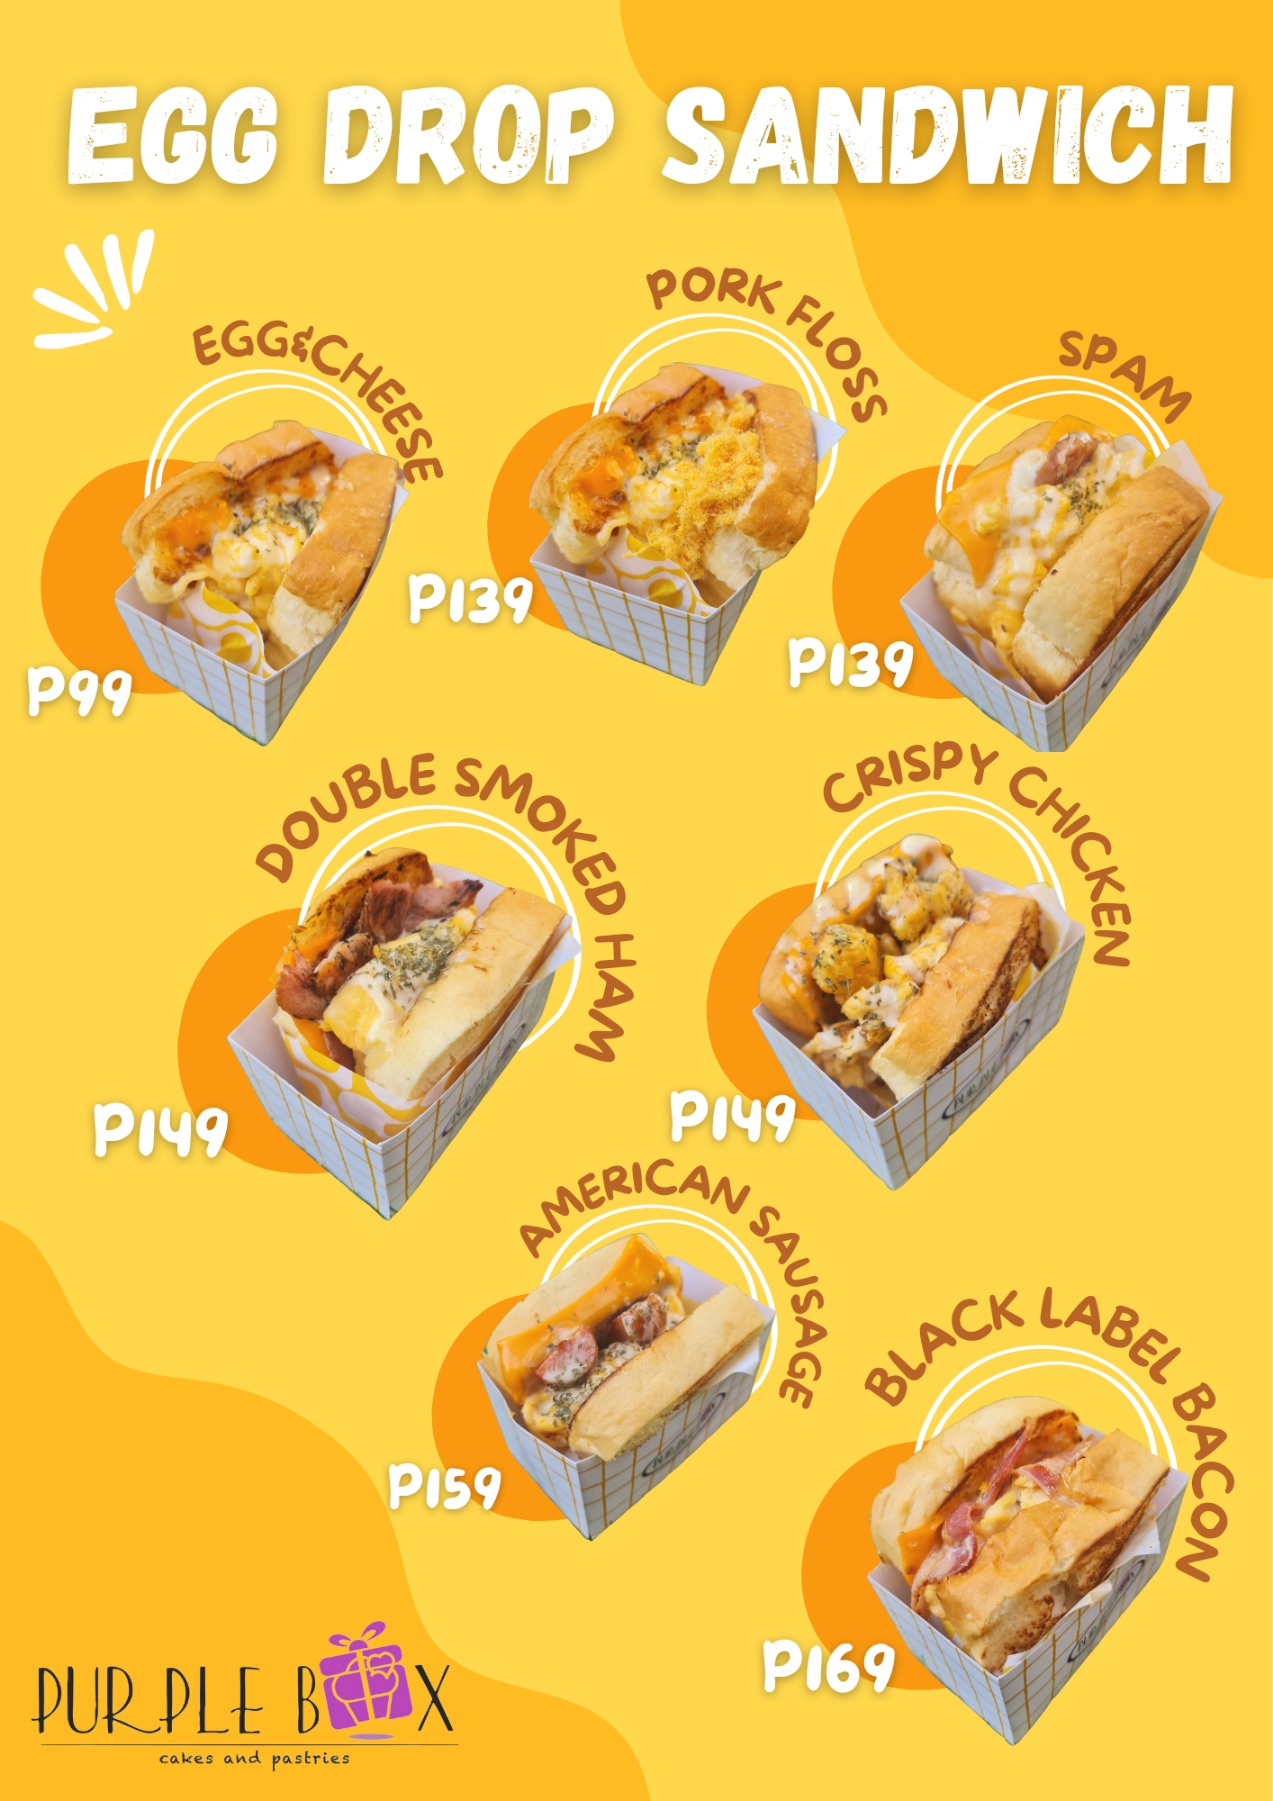 EGG DROP SANDWICH
EGG&CHEESE
P99
PORK FLOSS
P139
SPAM
P139
DOUBLE SMOKED HAM
P149
CRISPY CHICKEN
P149
AMERICAN SAUSAGE
P159
BLACK LABEL BACON
P169
PURPLE BOX
cakes and pastries